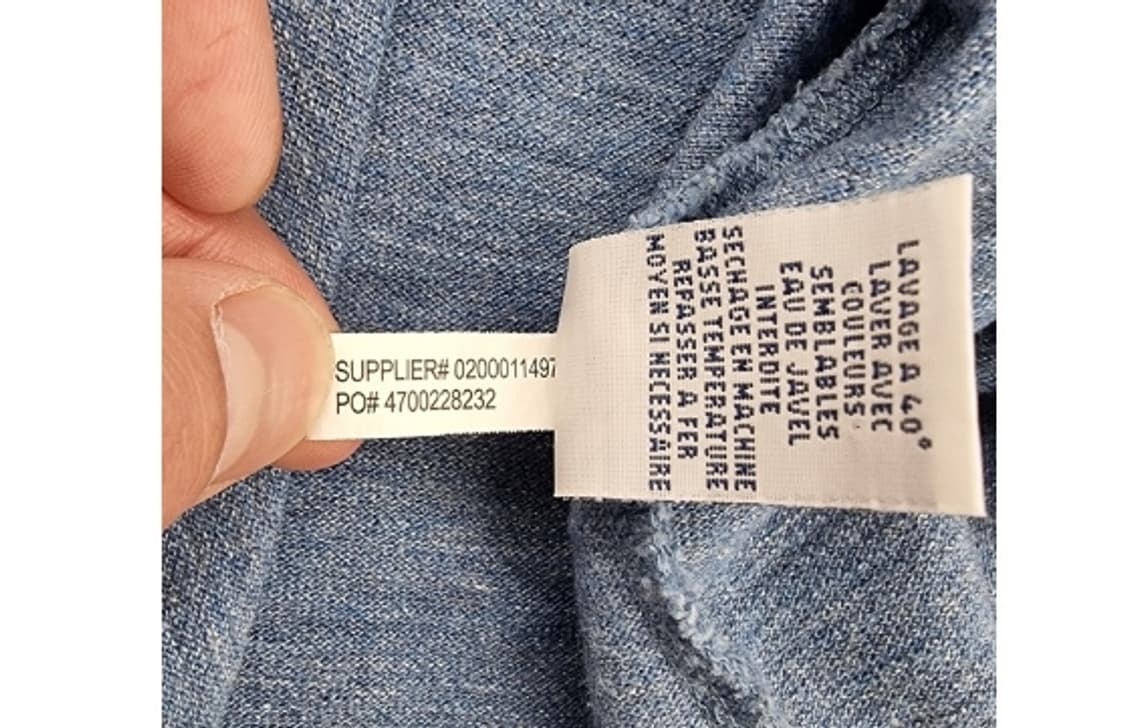 SUPPLIER# 0200011497
PO# 4700228232
LAVAGE A 40°
LAVER AVEC
COULEURS.
SEMBLABLES
EAU DE JAVEL
INTERDITE
SECHAGE EN MACHINE
BASSE TEMPERATURE
REPASSER A FER
MOYEN SI NECESSAIRE